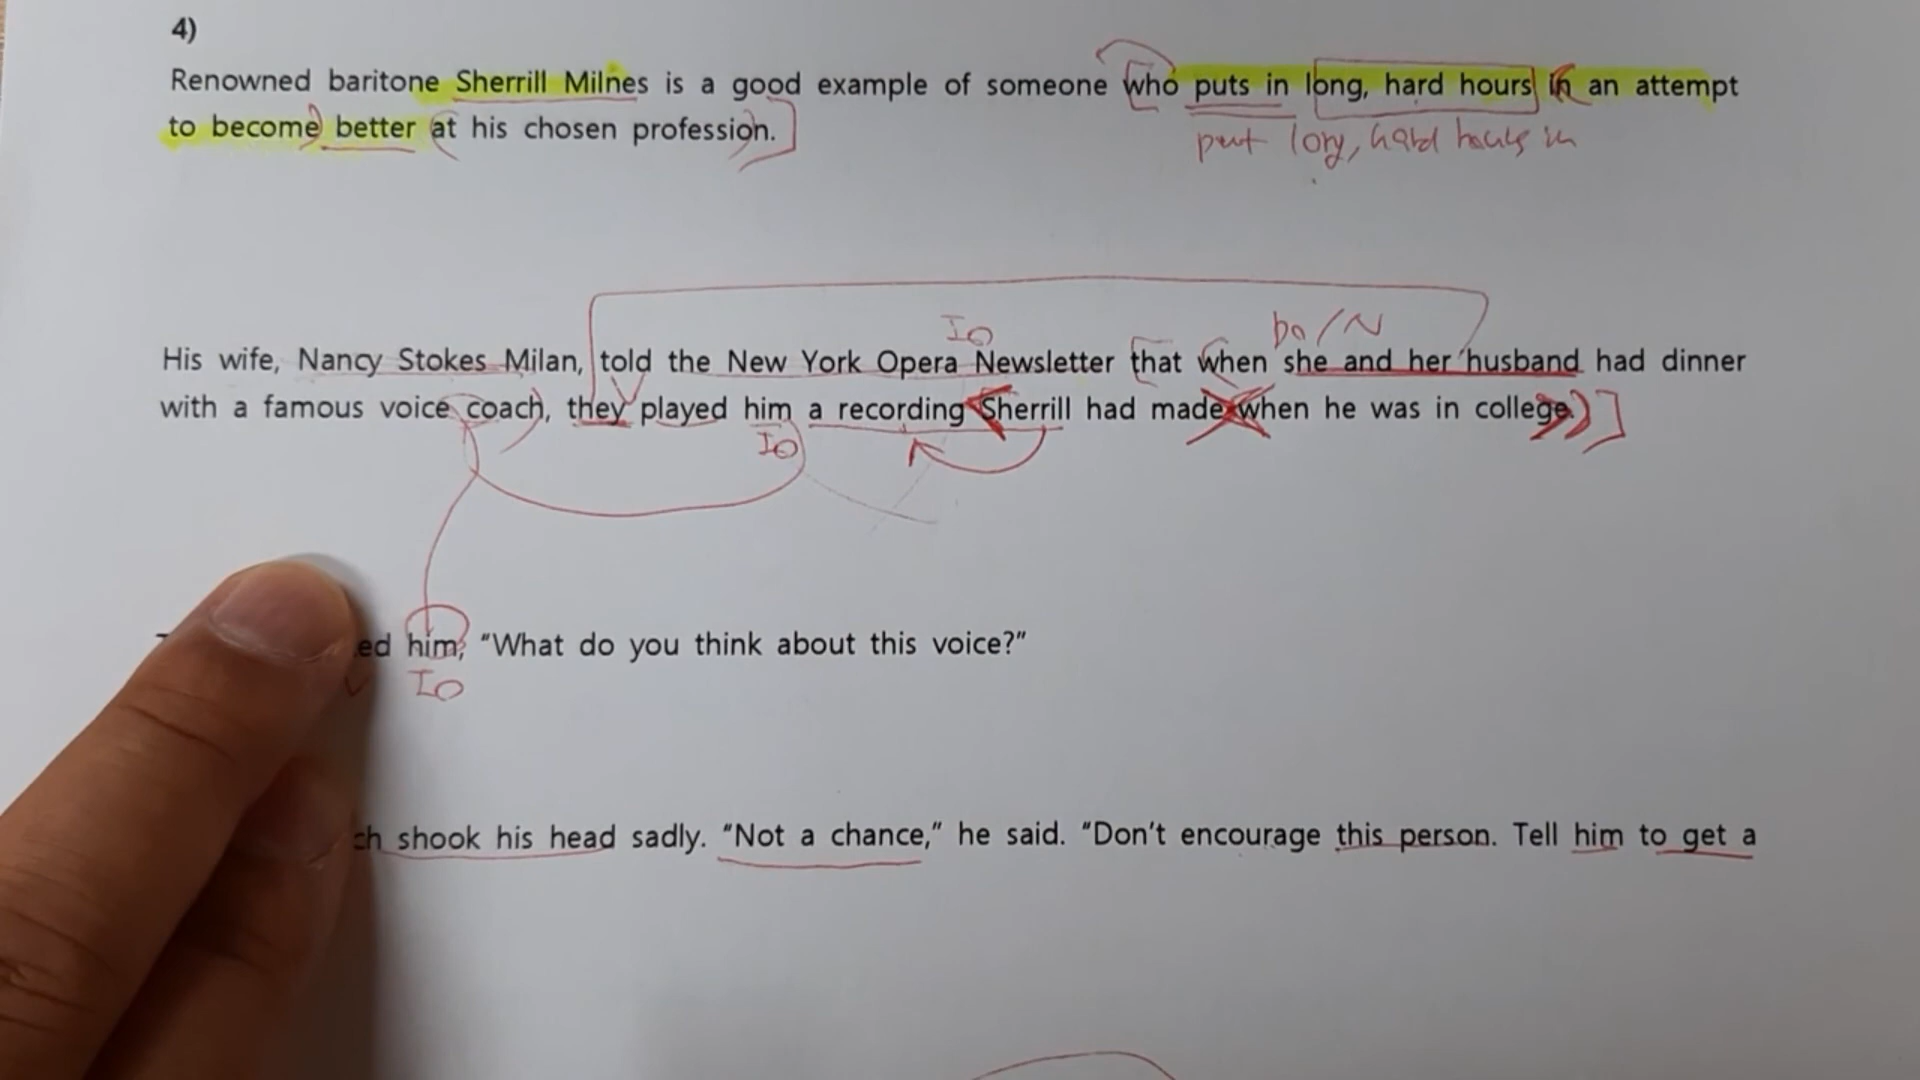 4)
Renowned baritone Sherrill Milnes is a good example of someone who puts in long, hard hours in an attempt
to become better at his chosen profession.
put long, hard hours in
IO
DO/N
His wife, Nancy Stokes Milan, told the New York Opera Newsletter that when she and her husband had dinner
with a famous voice coach, they played him a recording Sherrill had made when he was in college.
IO
ed him, “What do you think about this voice?”
IO
ch shook his head sadly. “Not a chance,” he said. “Don't encourage this person. Tell him to get a